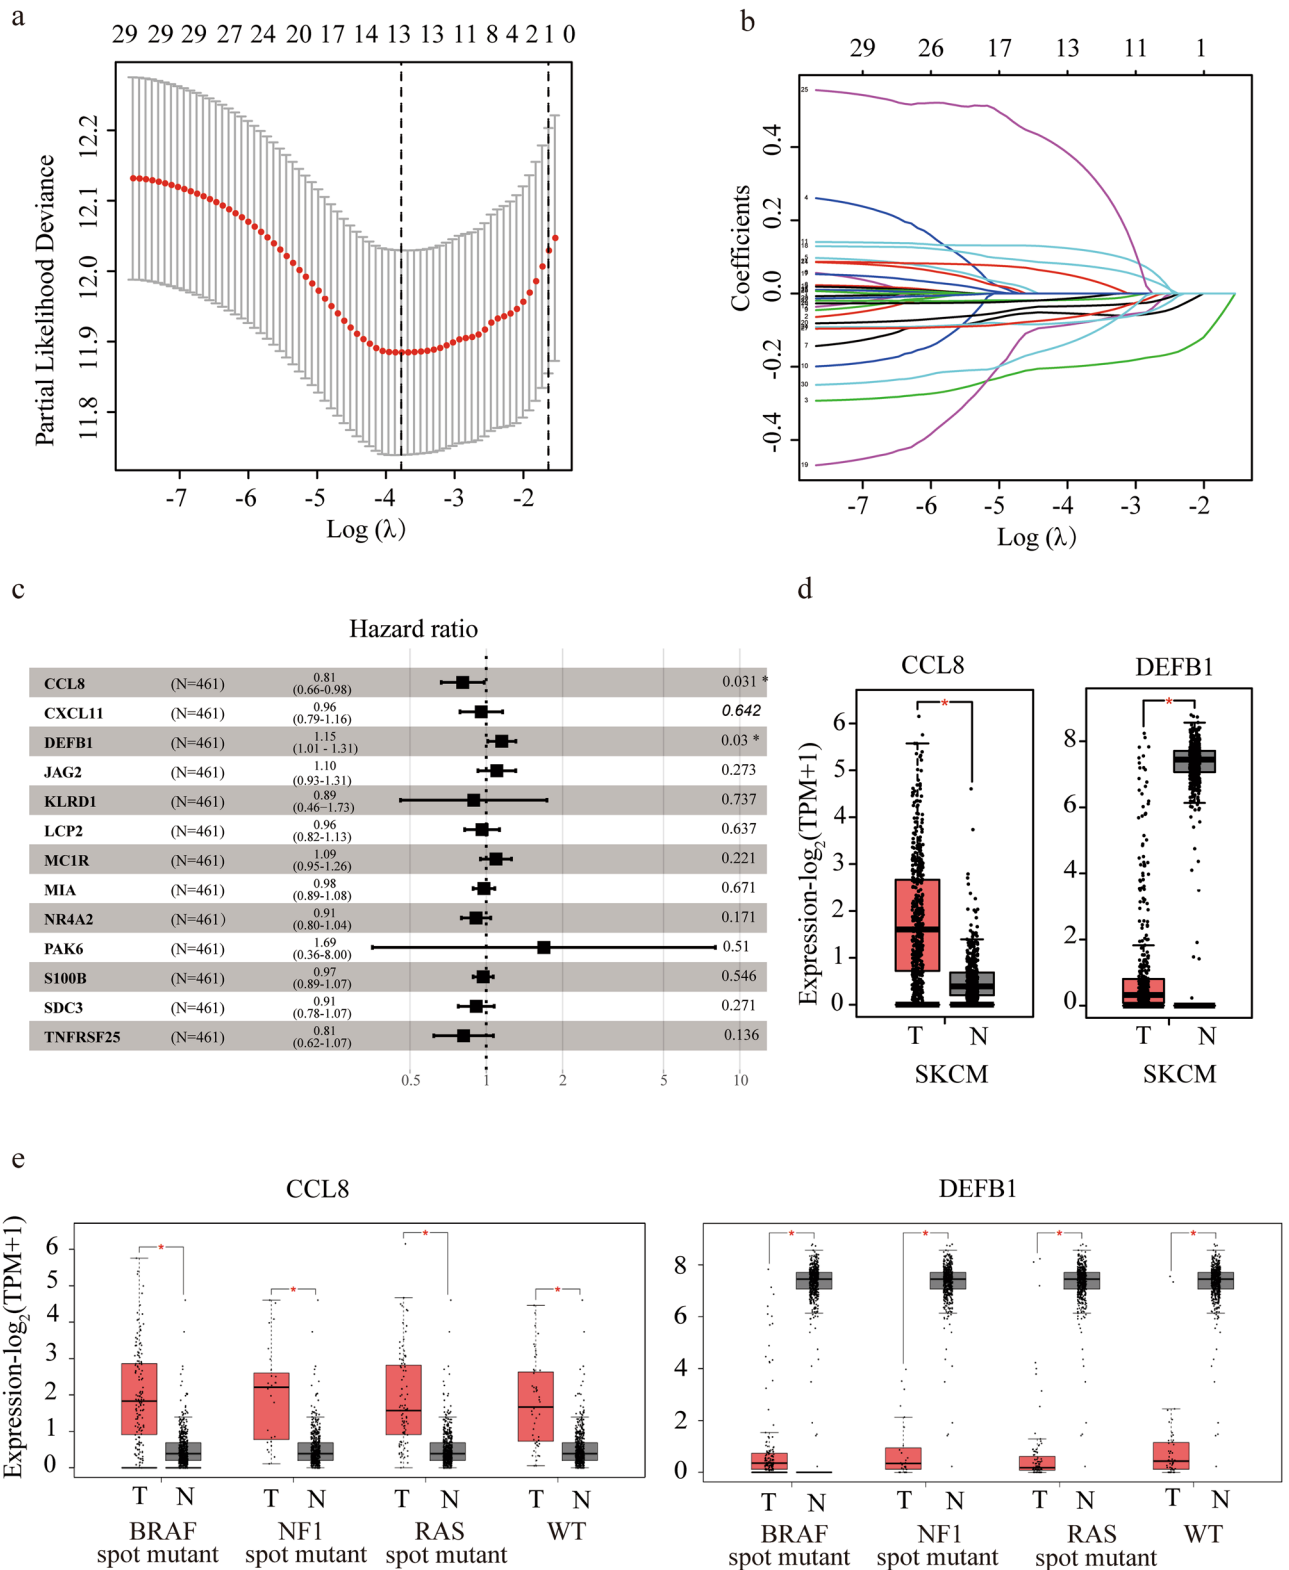 a
29 29 29 27 24 20 17 14 13 13 11 8 4 2 1 0
Partial Likelihood Deviance
12.2
12.1
12.0
11.9
11.8
-7 -6 -5 -4 -3 -2
Log (λ)
b
29 26 17 13 11 1
Coefficients
0.4
0.2
0.0
-0.2
-0.4
25
4
11
18
2
7
10
30
3
19
-7 -6 -5 -4 -3 -2
Log (λ)
c
Hazard ratio
CCL8 (N=461) 0.81 (0.66-0.98) 0.031 *
CXCL11 (N=461) 0.96 (0.79-1.16) 0.642
DEFB1 (N=461) 1.15 (1.01 - 1.31) 0.03 *
JAG2 (N=461) 1.10 (0.93-1.31) 0.273
KLRD1 (N=461) 0.89 (0.46−1.73) 0.737
LCP2 (N=461) 0.96 (0.82-1.13) 0.637
MC1R (N=461) 1.09 (0.95-1.26) 0.221
MIA (N=461) 0.98 (0.89-1.08) 0.671
NR4A2 (N=461) 0.91 (0.80-1.04) 0.171
PAK6 (N=461) 1.69 (0.36-8.00) 0.51
S100B (N=461) 0.97 (0.89-1.07) 0.546
SDC3 (N=461) 0.91 (0.78-1.07) 0.271
TNFRSF25 (N=461) 0.81 (0.62-1.07) 0.136
0.5 1 2 5 10
d
CCL8
Expression-log2(TPM+1)
6
5
4
3
2
1
0
*
T N
SKCM
DEFB1
8
6
4
2
0
*
T N
SKCM
e
CCL8
Expression-log2(TPM+1)
6
5
4
3
2
1
0
* * * *
T N T N T N T N
BRAF NF1 RAS WT
spot mutant spot mutant spot mutant
DEFB1
8
6
4
2
0
* * * *
T N T N T N T N
BRAF NF1 RAS WT
spot mutant spot mutant spot mutant